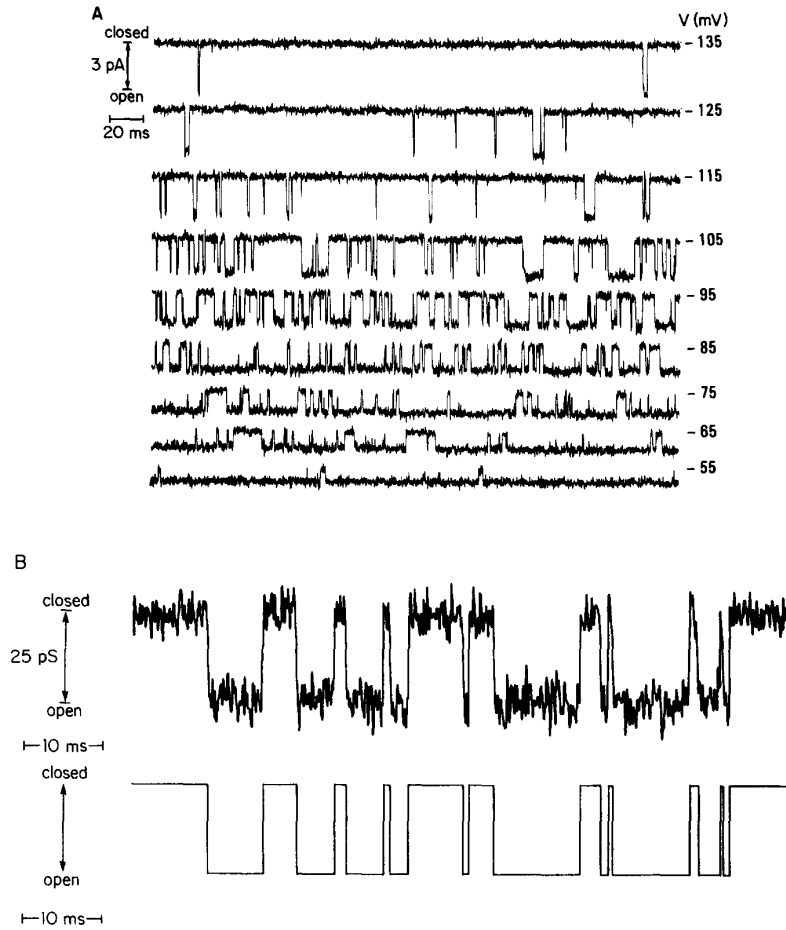 A
V (mV)
closed
3 pA
open
20 ms
- 135
- 125
- 115
- 105
- 95
- 85
- 75
- 65
- 55
B
closed
25 pS
open
10 ms
closed
open
10 ms